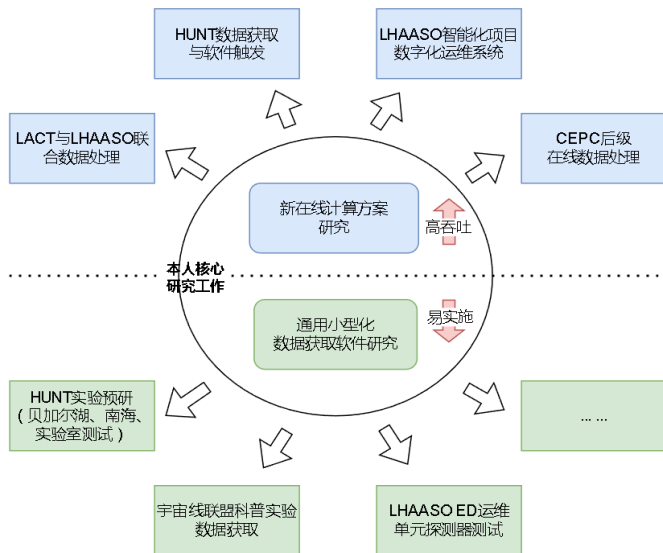 HUNT数据获取
与软件触发
LHAASO智能化项目
数字化运维系统
LACT与LHAASO联
合数据处理
CEPC后级
在线数据处理
新在线计算方案
研究
高吞吐
本人核心
研究工作
通用小型化
数据获取软件研究
易实施
HUNT实验预研
（贝加尔湖、南海、
实验室测试）
... ...
宇宙线联盟科普实验
数据获取
LHAASO ED运维
单元探测器测试